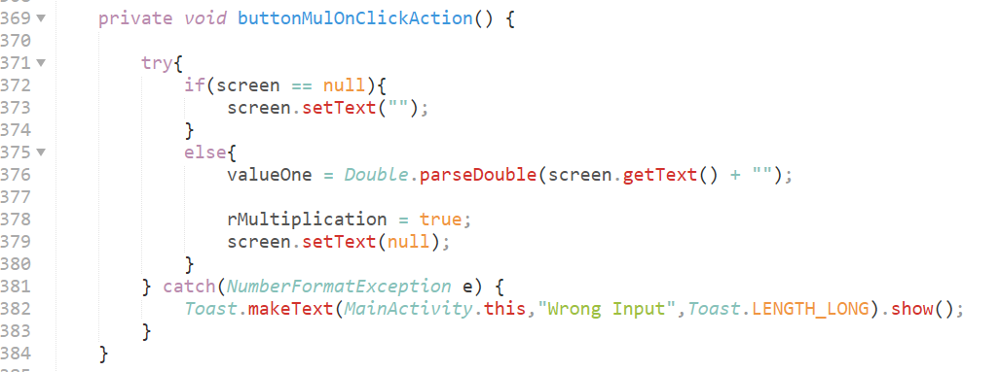 369 private void buttonMulOnClickAction() {
370
371 try{
372 if(screen == null){
373 screen.setText("");
374 }
375 else{
376 valueOne = Double.parseDouble(screen.getText() + "");
377
378 rMultiplication = true;
379 screen.setText(null);
380 }
381 } catch(NumberFormatException e) {
382 Toast.makeText(MainActivity.this,"Wrong Input",Toast.LENGTH_LONG).show();
383 }
384 }